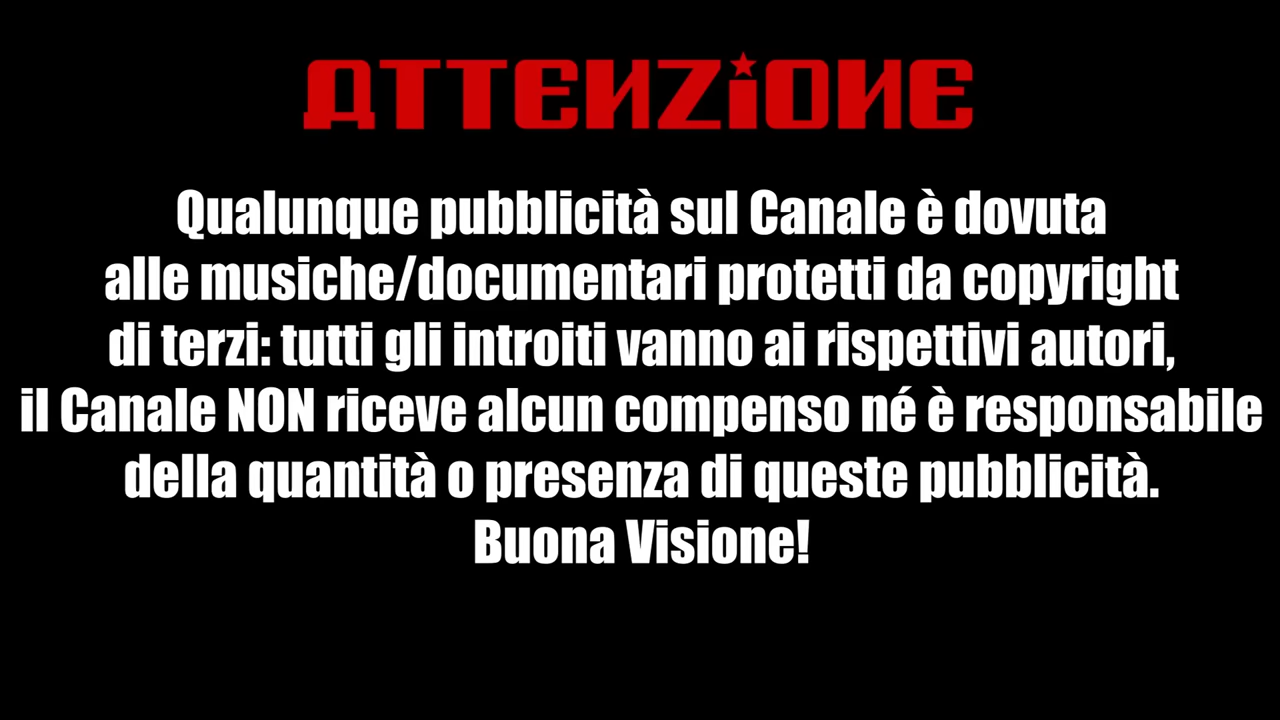 ATTENZIONE
Qualunque pubblicità sul Canale è dovuta
alle musiche/documentari protetti da copyright
di terzi: tutti gli introiti vanno ai rispettivi autori,
il Canale NON riceve alcun compenso né è responsabile
della quantità o presenza di queste pubblicità.
Buona Visione!